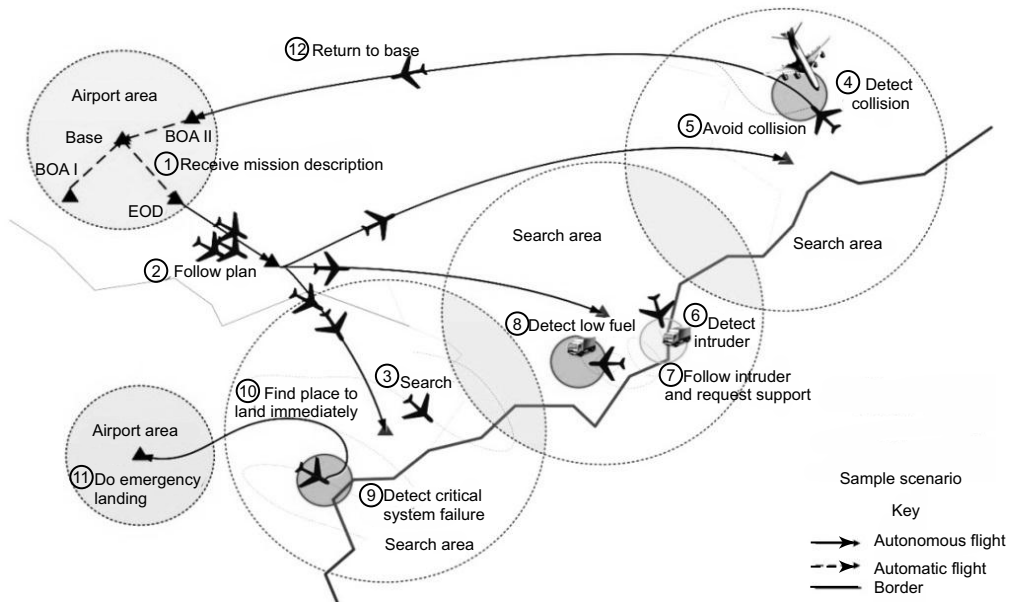 ⑫ Return to base
Airport area
Base
BOA II
BOA I
① Receive mission description
EOD
② Follow plan
④ Detect
collision
⑤ Avoid collision
Search area
Search area
⑥ Detect
intruder
⑧ Detect low fuel
⑦ Follow intruder
and request support
③ Search
⑩ Find place to
land immediately
Airport area
⑪ Do emergency
landing
⑨ Detect critical
system failure
Search area
Sample scenario
Key
Autonomous flight
Automatic flight
Border